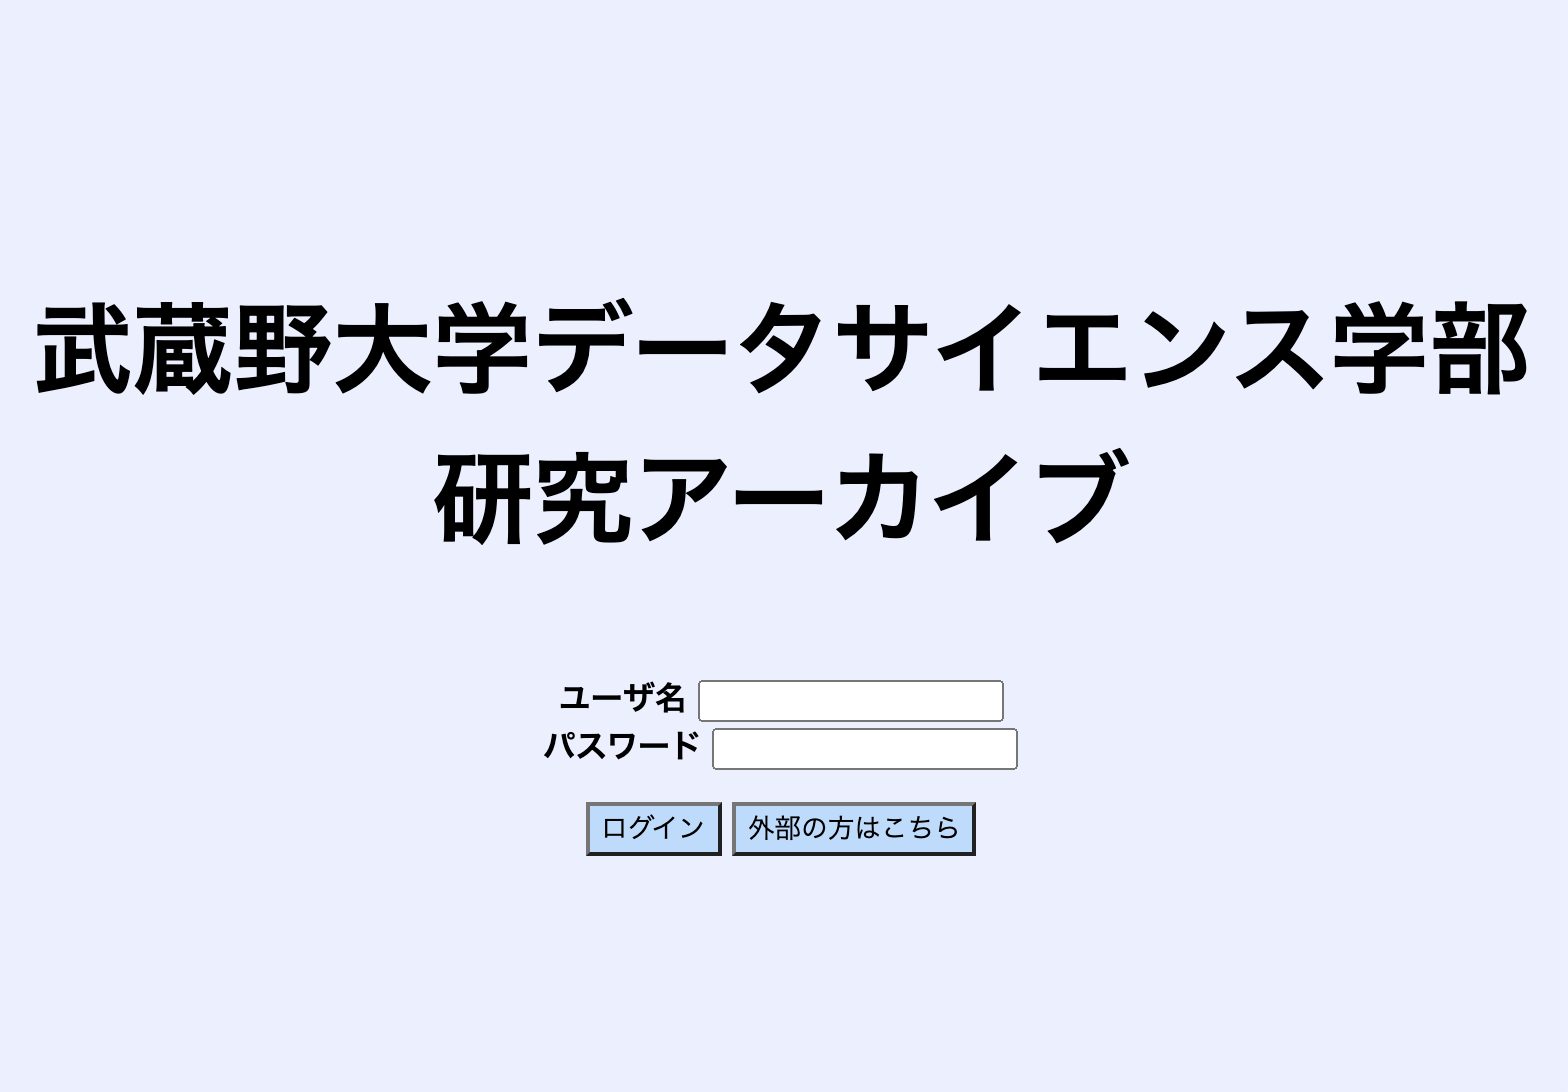 武蔵野大学データサイエンス学部
研究アーカイブ
ユーザ名
パスワード
ログイン 外部の方はこちら